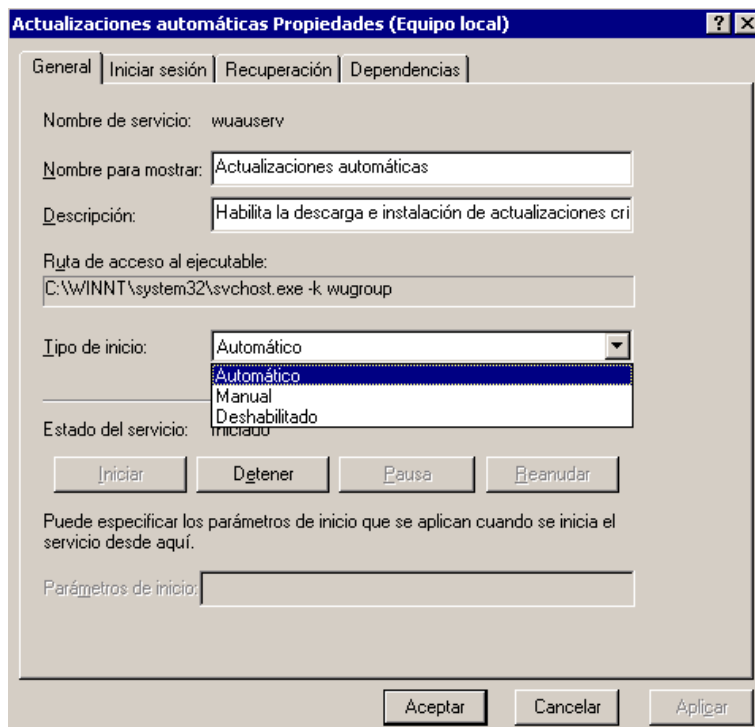 Actualizaciones automáticas Propiedades (Equipo local)
General Iniciar sesión Recuperación Dependencias
Nombre de servicio: wuauserv
Nombre para mostrar: Actualizaciones automáticas
Descripción: Habilita la descarga e instalación de actualizaciones cri
Ruta de acceso al ejecutable:
C:\WINNT\system32\svchost.exe -k wugroup
Tipo de inicio: Automático
Automático
Manual
Deshabilitado
Estado del servicio: Iniciado
Iniciar Detener Pausa Reanudar
Puede especificar los parámetros de inicio que se aplican cuando se inicia el
servicio desde aquí.
Parámetros de inicio:
Aceptar Cancelar Aplicar